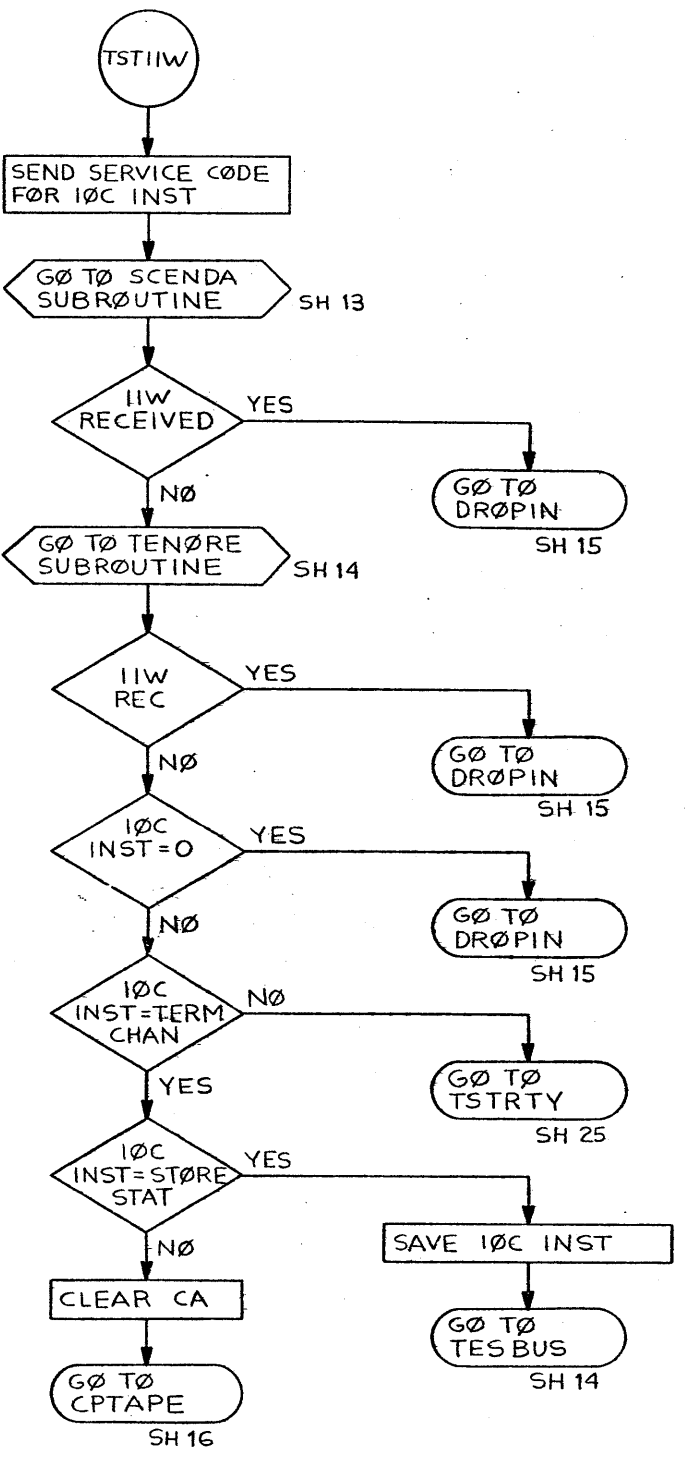 TSTIIW
SEND SERVICE CØDE
FØR IØC INST
GØ TØ SCENDA
SUBRØUTINE
SH 13
IIW
RECEIVED
YES
NØ
GØ TØ
DRØPIN
SH 15
GØ TØ TENØRE
SUBRØUTINE
SH 14
IIW
REC
YES
NØ
GØ TØ
DRØPIN
SH 15
IØC
INST=O
YES
NØ
GØ TØ
DRØPIN
SH 15
IØC
INST=TERM
CHAN
NØ
YES
GØ TØ
TSTRTY
SH 25
IØC
INST=STØRE
STAT
YES
NØ
SAVE IØC INST
CLEAR CA
GØ TØ
TESBUS
SH 14
GØ TØ
CPTAPE
SH 16